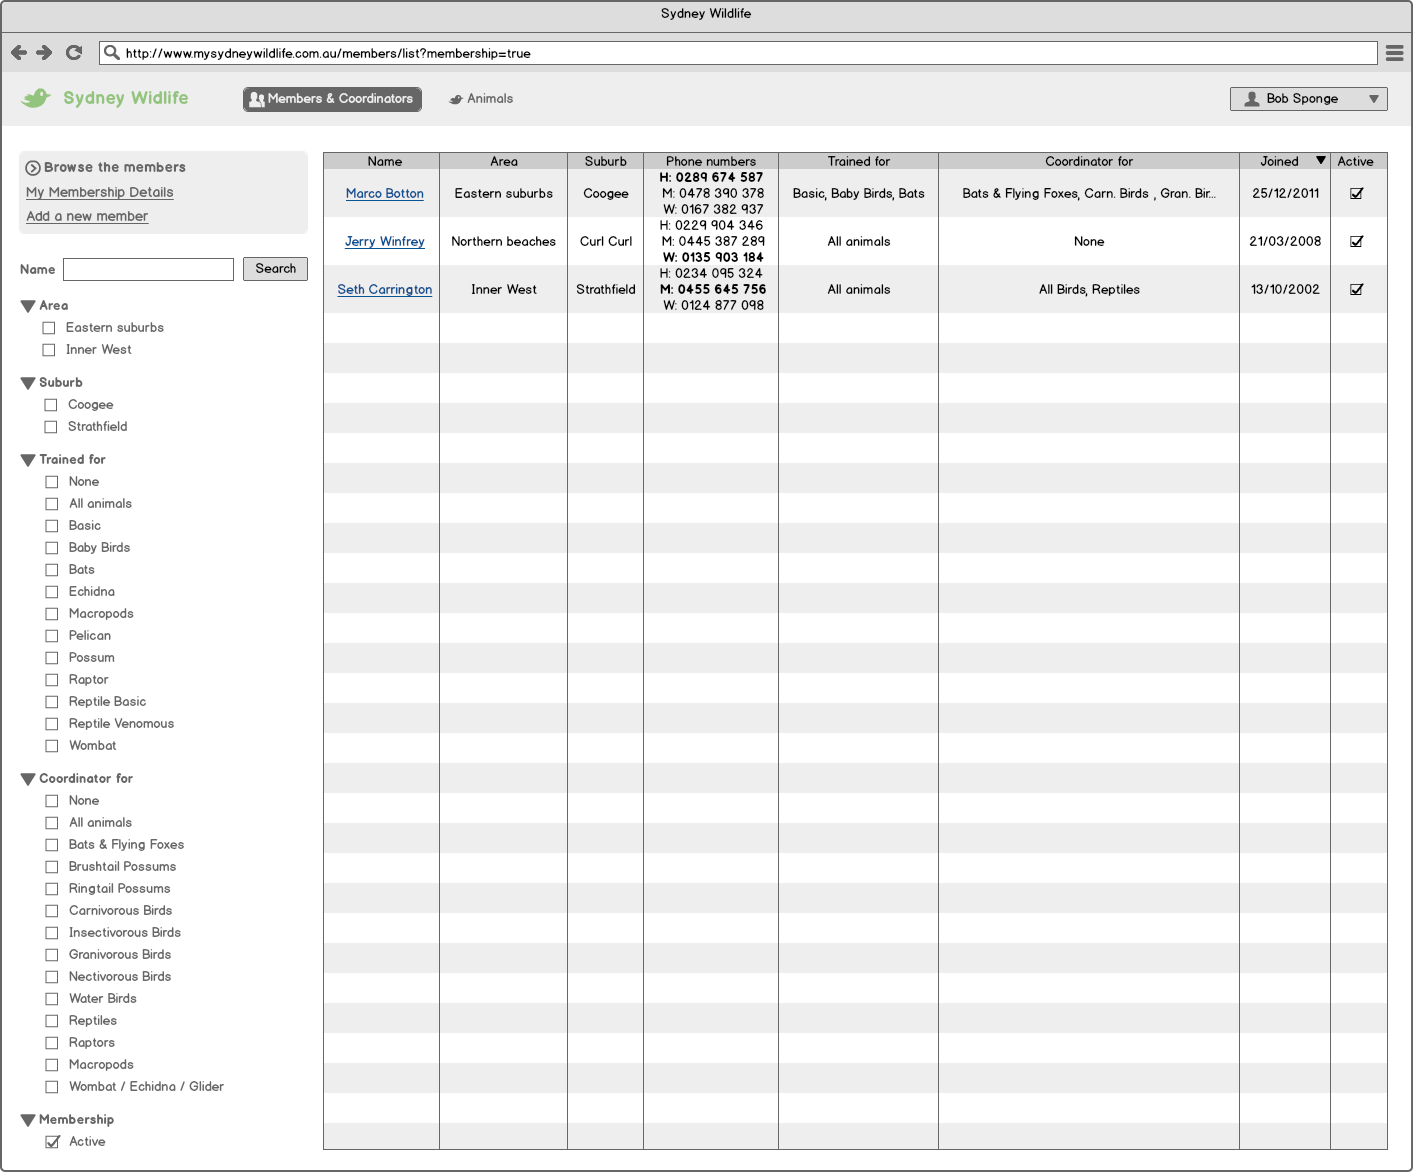 Sydney Wildlife
http://www.mysydneywildlife.com.au/members/list?membership=true
Sydney Widlife
Members & Coordinators
Animals
Bob Sponge
Browse the members
My Membership Details
Add a new member
Name
Search
Area
Eastern suburbs
Inner West
Suburb
Coogee
Strathfield
Trained for
None
All animals
Basic
Baby Birds
Bats
Echidna
Macropods
Pelican
Possum
Raptor
Reptile Basic
Reptile Venomous
Wombat
Coordinator for
None
All animals
Bats & Flying Foxes
Brushtail Possums
Ringtail Possums
Carnivorous Birds
Insectivorous Birds
Granivorous Birds
Nectivorous Birds
Water Birds
Reptiles
Raptors
Macropods
Wombat / Echidna / Glider
Membership
Active
Name Area Suburb Phone numbers Trained for Coordinator for Joined Active
H: 0289 674 587
Marco Botton Eastern suburbs Coogee M: 0478 390 378 Basic, Baby Birds, Bats Bats & Flying Foxes, Carn. Birds , Gran. Bir... 25/12/2011
W: 0167 382 937
H: 0229 904 346
Jerry Winfrey Northern beaches Curl Curl M: 0445 387 289 All animals None 21/03/2008
W: 0135 903 184
H: 0234 095 324
Seth Carrington Inner West Strathfield M: 0455 645 756 All animals All Birds, Reptiles 13/10/2002
W: 0124 877 098